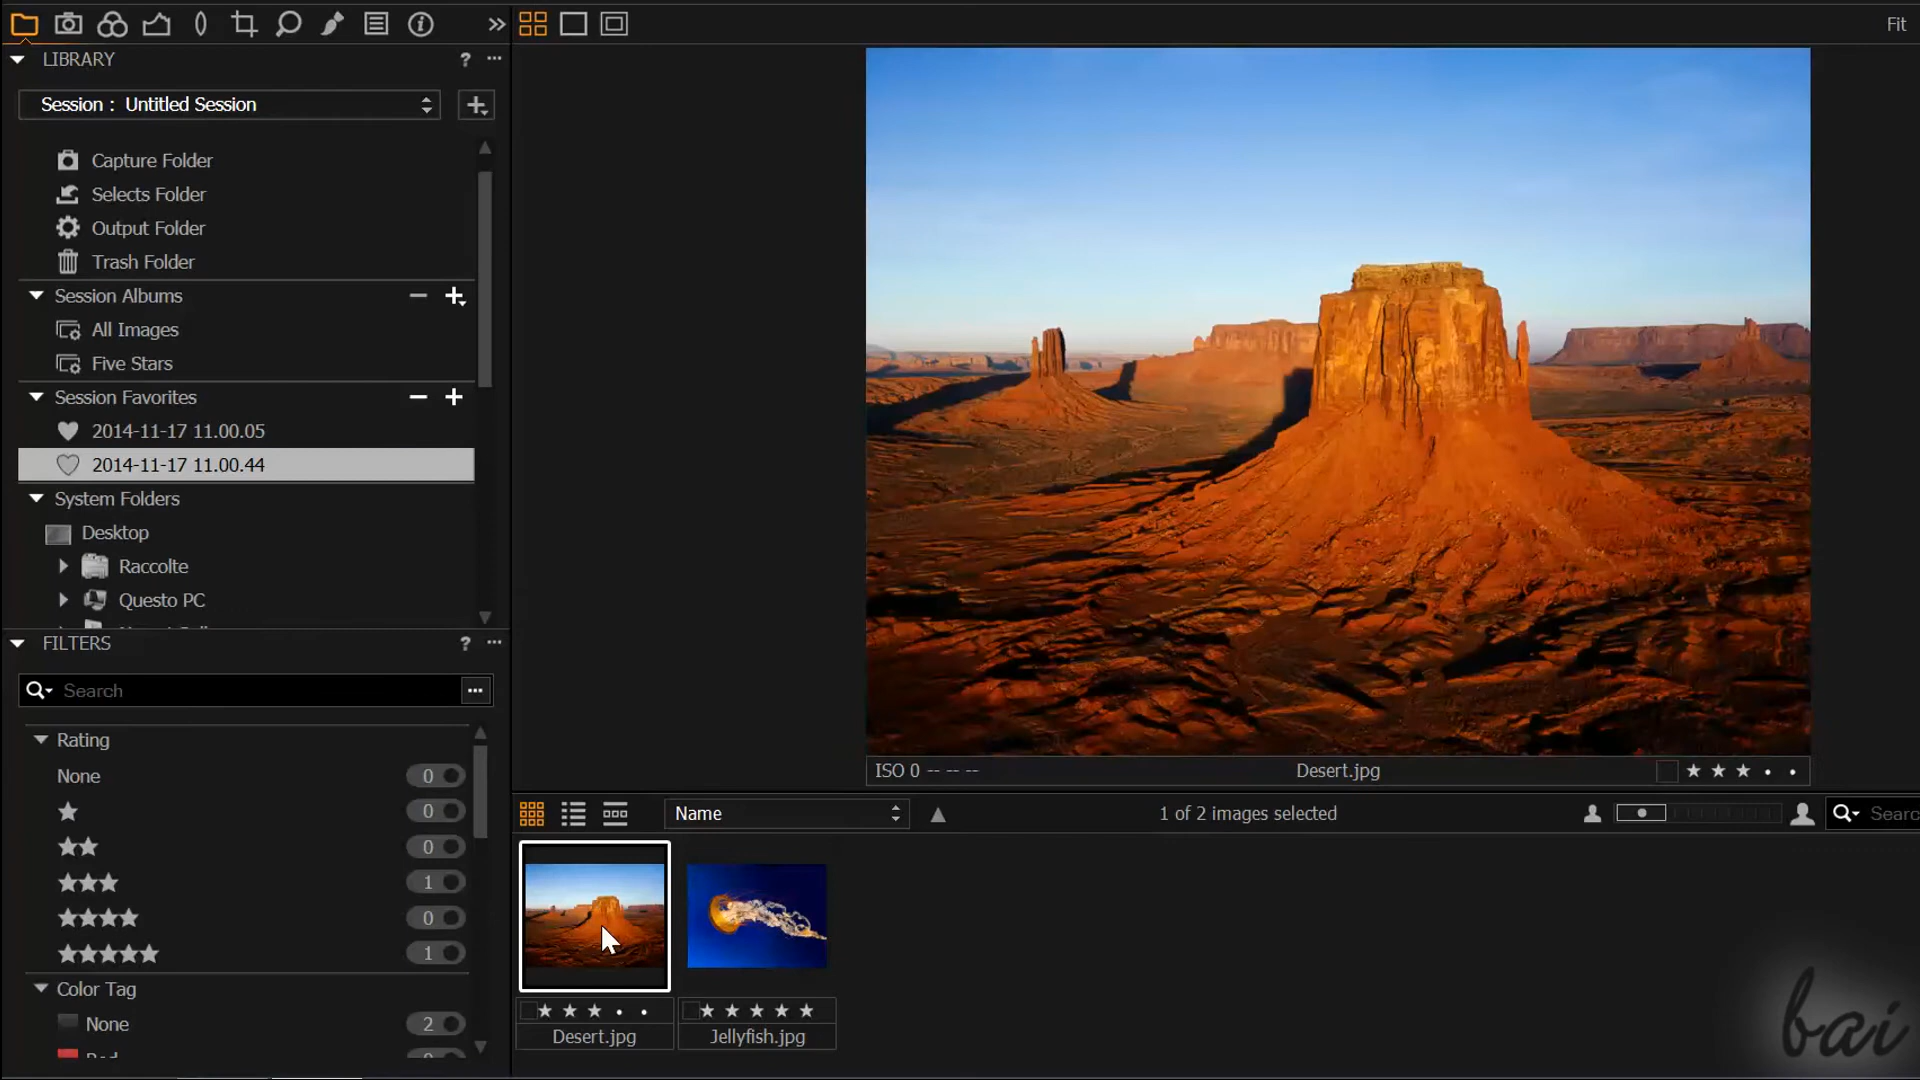 Fit
LIBRARY ?
Session : Untitled Session
Capture Folder
Selects Folder
Output Folder
Trash Folder
Session Albums
All Images
Five Stars
Session Favorites
2014-11-17 11.00.05
2014-11-17 11.00.44
System Folders
Desktop
Raccolte
Questo PC
FILTERS ?
Search
Rating
None 0
0
0
1
0
1
Color Tag
None 2
ISO 0 -- -- --
Desert.jpg
Name
1 of 2 images selected
Searc
Desert.jpg
Jellyfish.jpg
bai